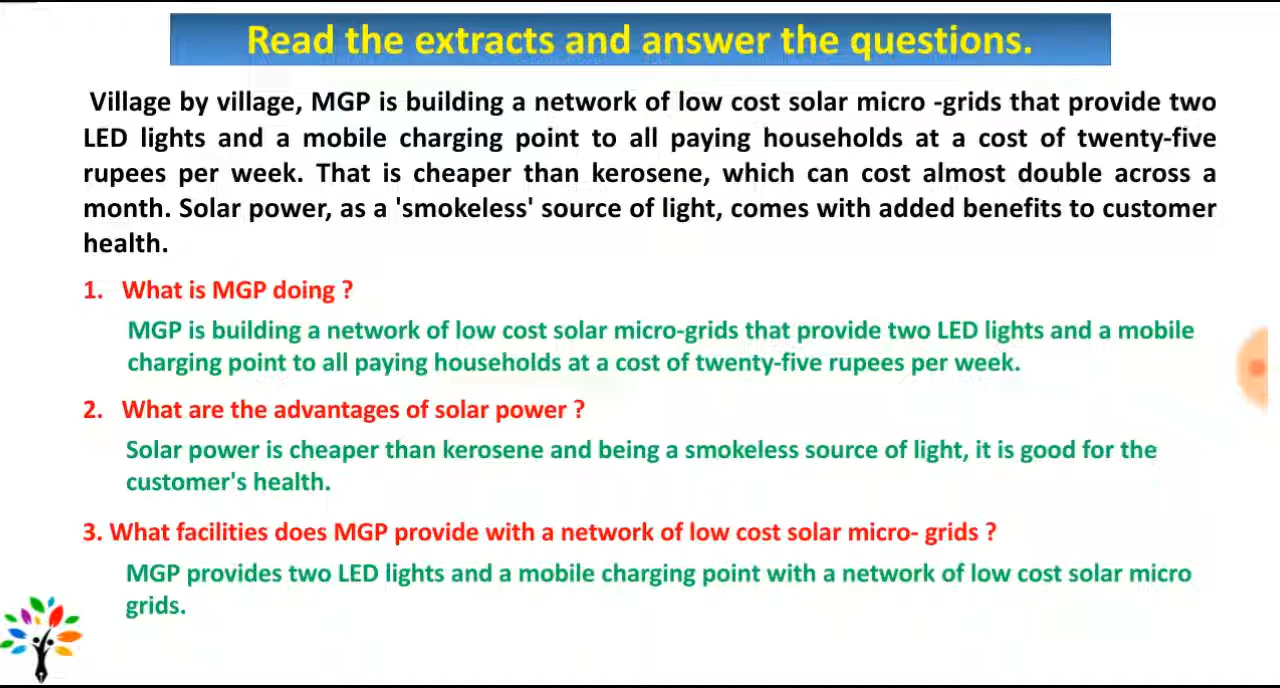 Read the extracts and answer the questions.
Village by village, MGP is building a network of low cost solar micro -grids that provide two
LED lights and a mobile charging point to all paying households at a cost of twenty-five
rupees per week. That is cheaper than kerosene, which can cost almost double across a
month. Solar power, as a 'smokeless' source of light, comes with added benefits to customer
health.
1. What is MGP doing ?
MGP is building a network of low cost solar micro-grids that provide two LED lights and a mobile
charging point to all paying households at a cost of twenty-five rupees per week.
2. What are the advantages of solar power ?
Solar power is cheaper than kerosene and being a smokeless source of light, it is good for the
customer's health.
3. What facilities does MGP provide with a network of low cost solar micro- grids ?
MGP provides two LED lights and a mobile charging point with a network of low cost solar micro
grids.